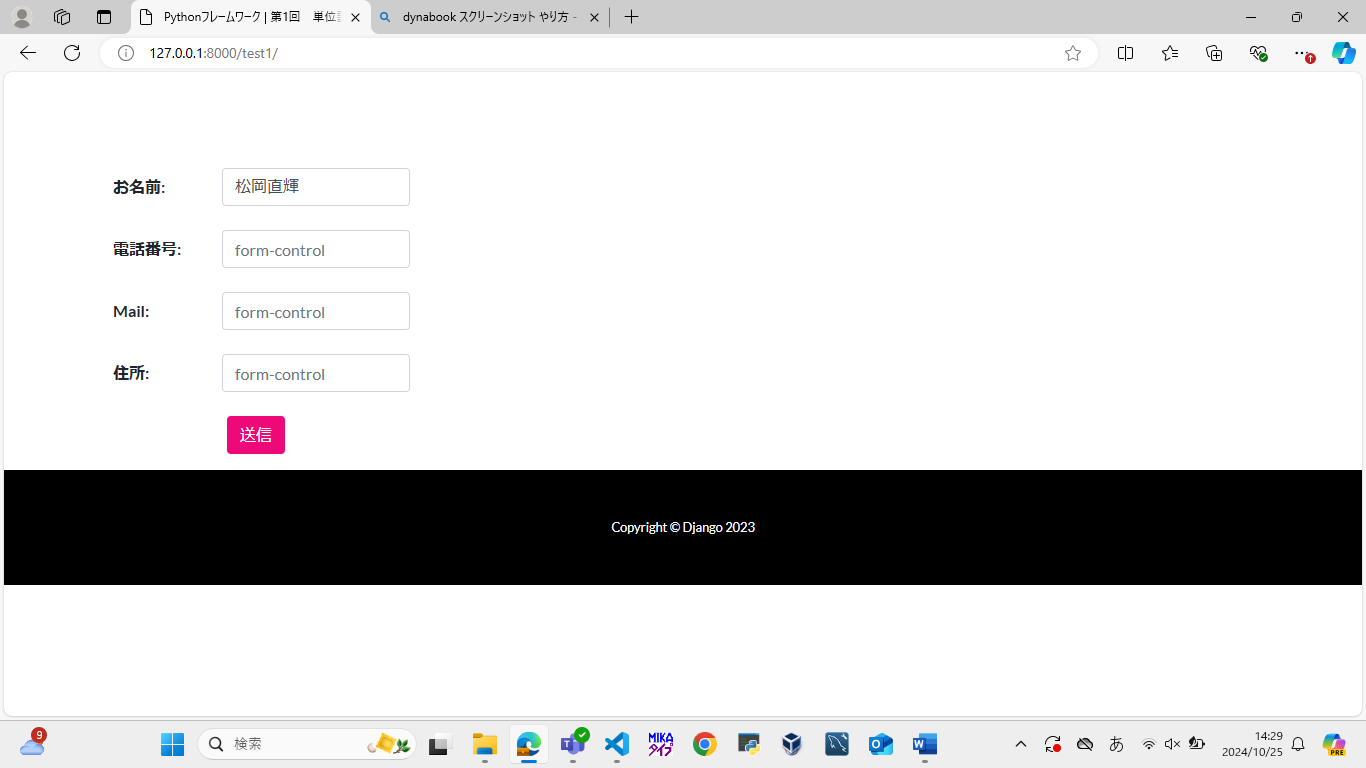 Pythonフレームワーク | 第1回　単位認
dynabook スクリーンショット やり方 -
127.0.0.1:8000/test1/
お名前:
松岡直輝
電話番号:
form-control
Mail:
form-control
住所:
form-control
送信
Copyright © Django 2023
9
検索
MIKA
タイプ
あ
14:29
2024/10/25
PRE